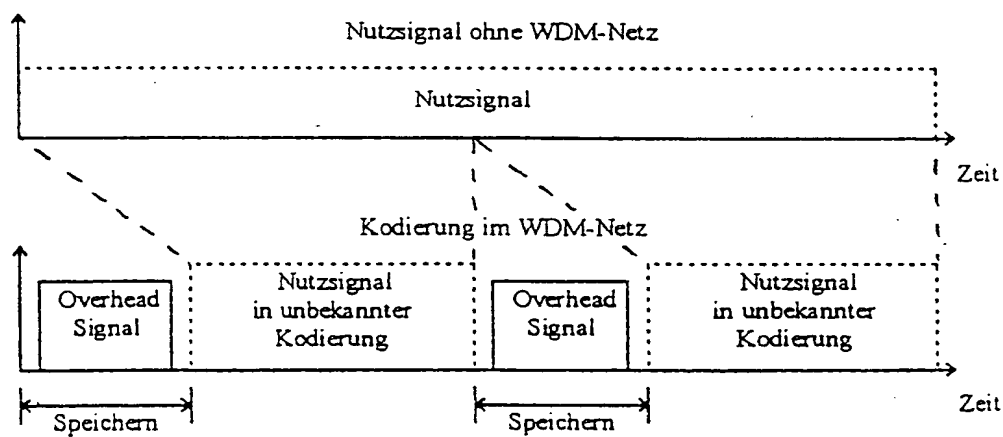 Nutzsignal ohne WDM-Netz
Nutzsignal
Zeit
Kodierung im WDM-Netz
Overhead
Signal
Nutzsignal
in unbekannter
Kodierung
Overhead
Signal
Nutzsignal
in unbekannter
Kodierung
Zeit
Speichern
Speichern